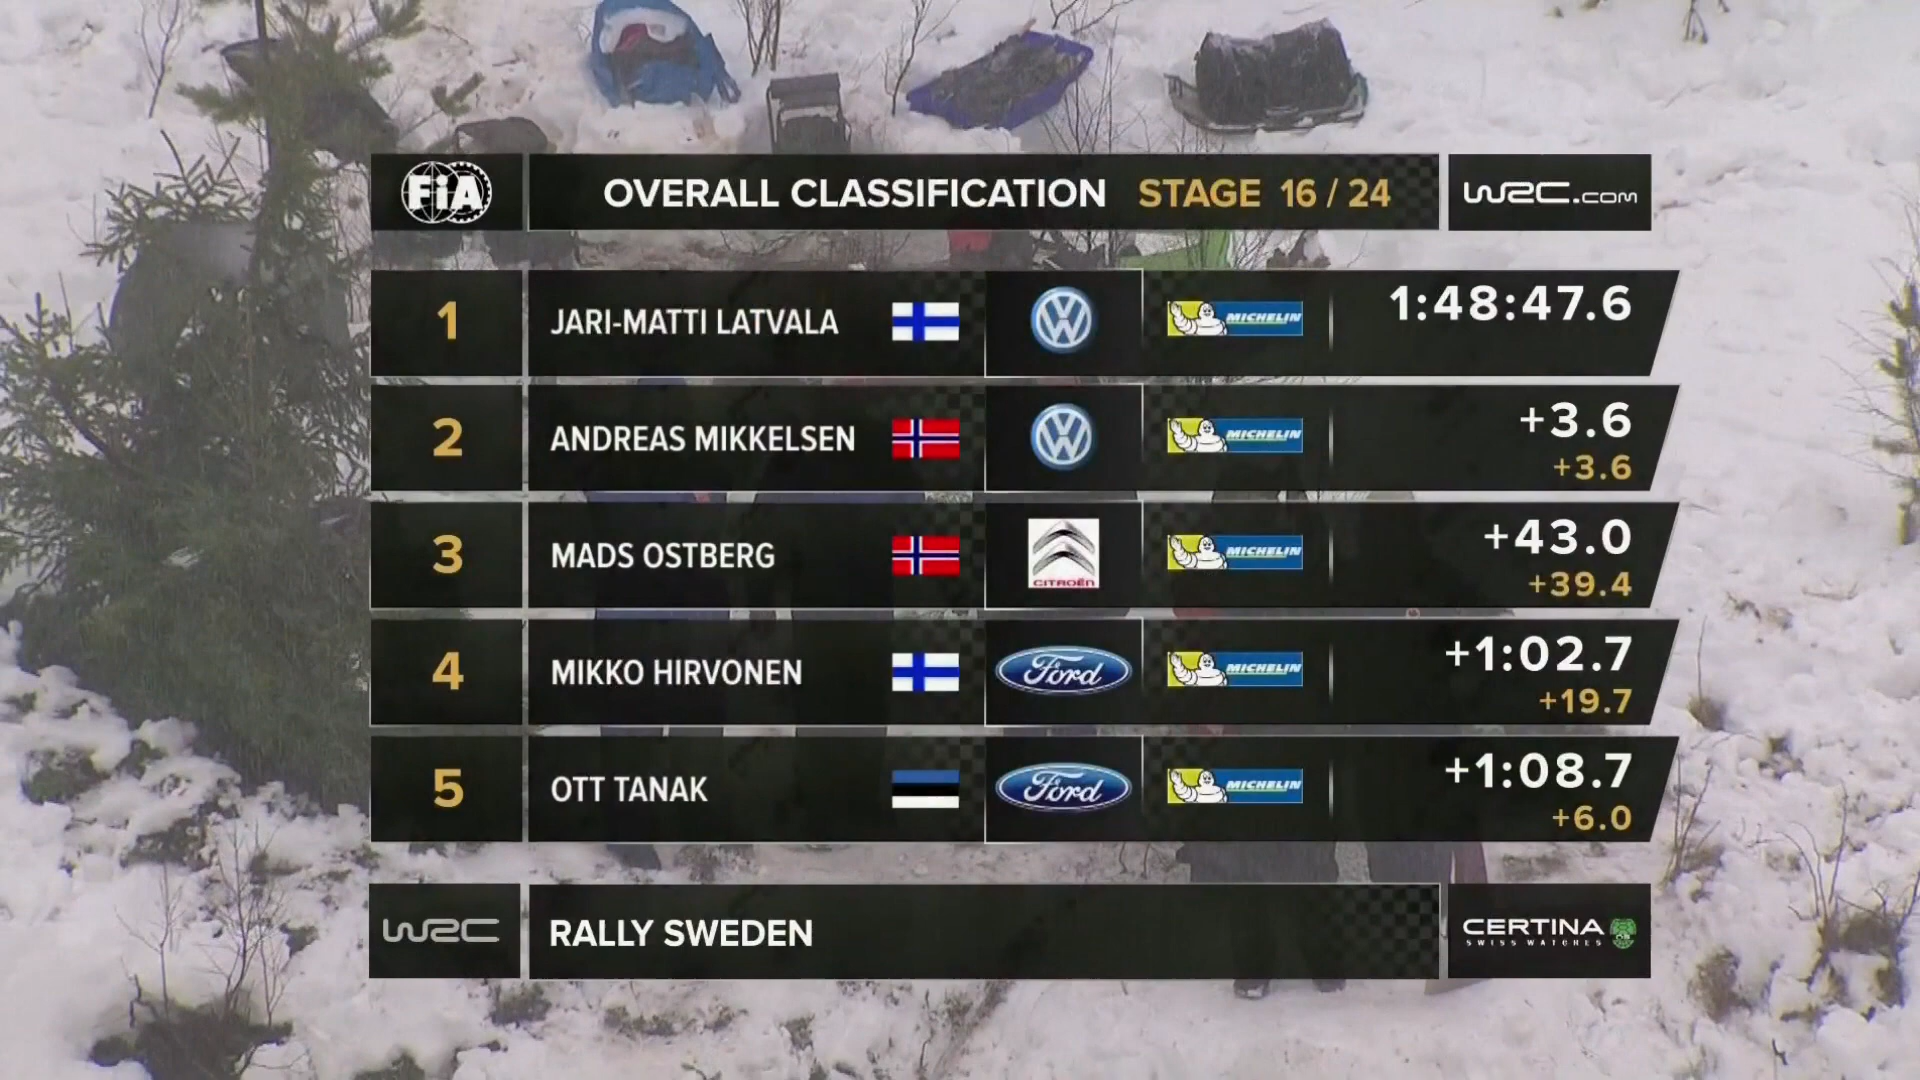 FiA OVERALL CLASSIFICATION STAGE 16 / 24 WRC.com
1 JARI-MATTI LATVALA MICHELIN 1:48:47.6
2 ANDREAS MIKKELSEN MICHELIN +3.6
+3.6
3 MADS OSTBERG CITROËN MICHELIN +43.0
+39.4
4 MIKKO HIRVONEN Ford MICHELIN +1:02.7
+19.7
5 OTT TANAK Ford MICHELIN +1:08.7
+6.0
WRC RALLY SWEDEN CERTINA
SWISS WATCHES